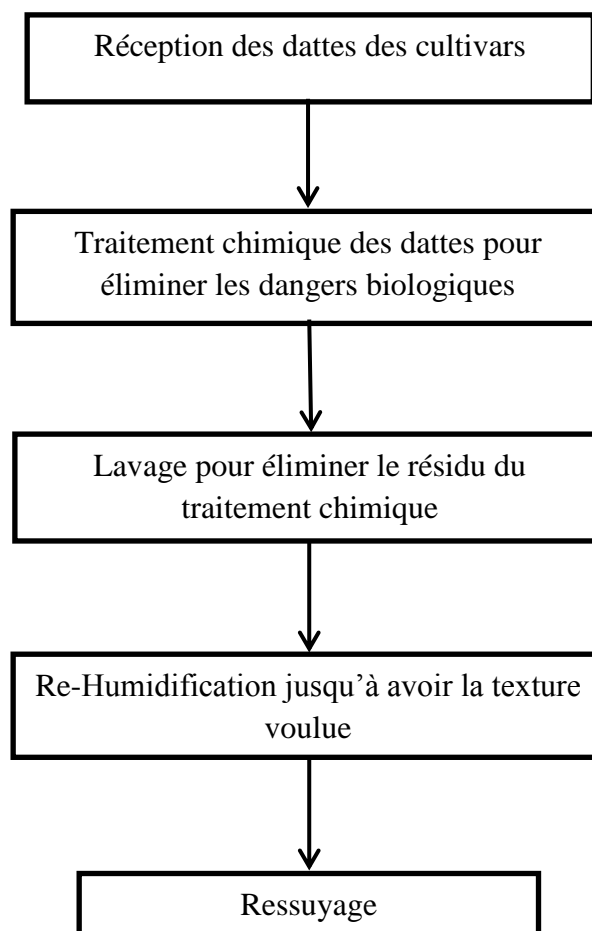 Réception des dattes des cultivars
Traitement chimique des dattes pour
éliminer les dangers biologiques
Lavage pour éliminer le résidu du
traitement chimique
Re-Humidification jusqu’à avoir la texture
voulue
Ressuyage